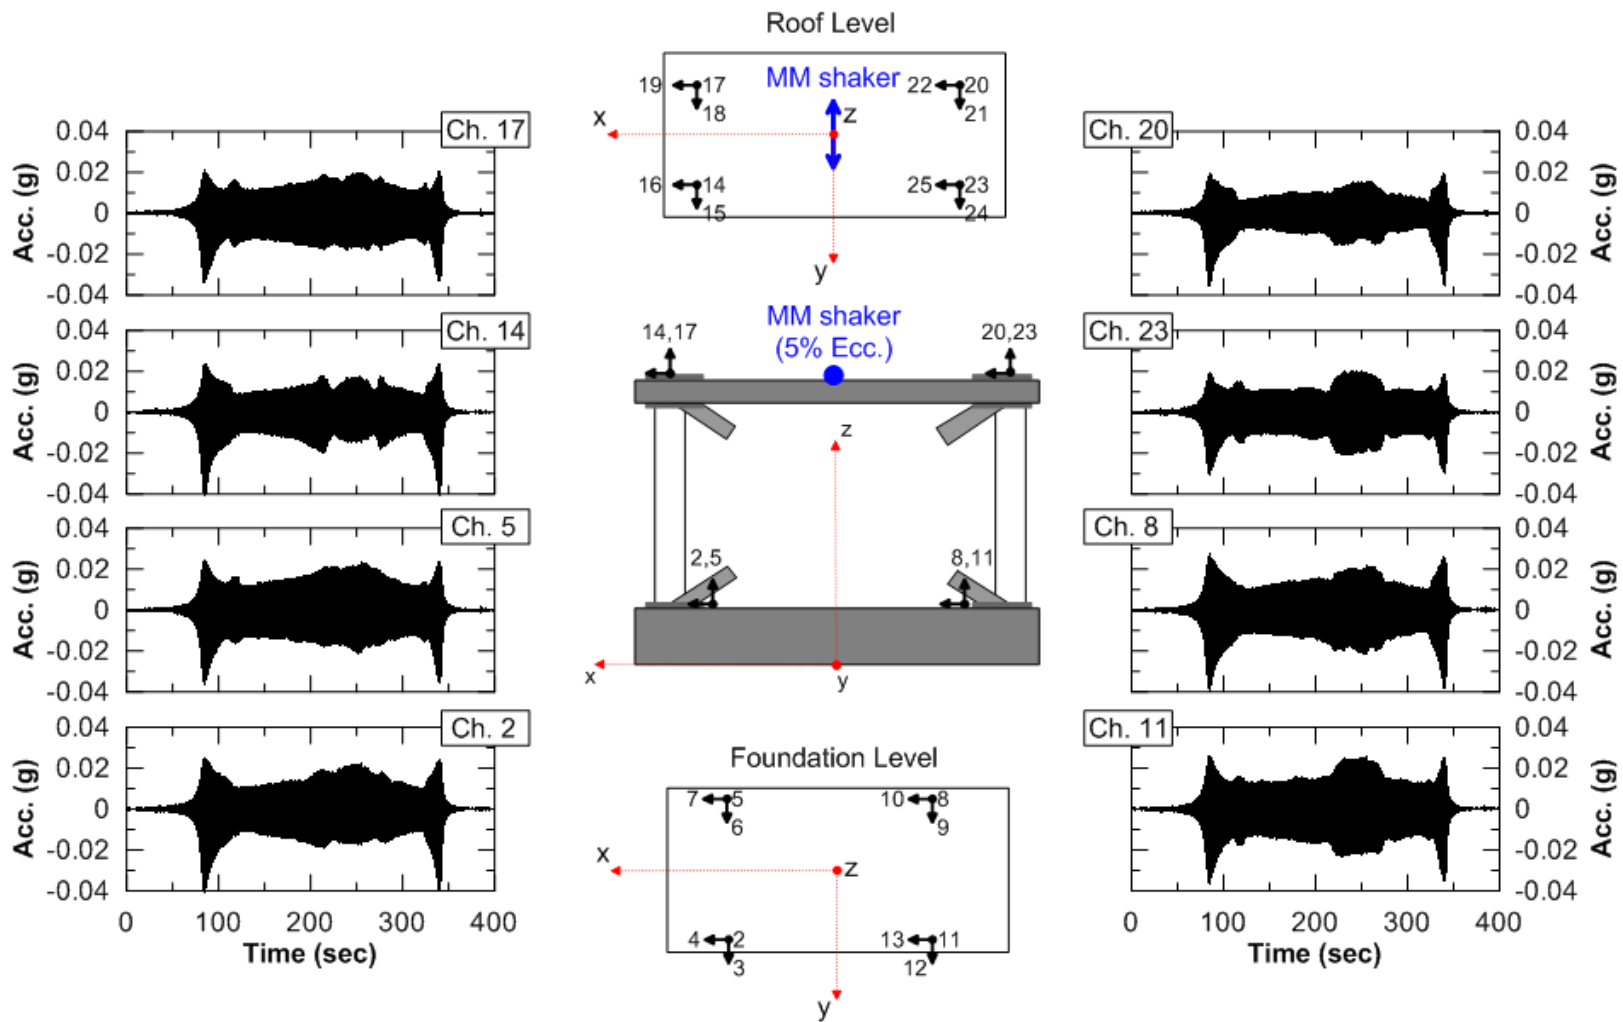 Roof Level
MM shaker
19 17
18
22 20
21
x
z
16 14
15
25 23
24
y
Ch. 17
0.04
0.02
0
-0.02
-0.04
Acc. (g)
Ch. 14
0.04
0.02
0
-0.02
-0.04
Acc. (g)
Ch. 5
0.04
0.02
0
-0.02
-0.04
Acc. (g)
Ch. 2
0.04
0.02
0
-0.02
-0.04
Acc. (g)
0 100 200 300 400
Time (sec)
MM shaker
(5% Ecc.)
14,17
20,23
z
2,5
8,11
x
y
Foundation Level
7 5
6
10 8
9
x
z
4 2
3
13 11
12
y
Ch. 20
0.04
0.02
0
-0.02
-0.04
Acc. (g)
Ch. 23
0.04
0.02
0
-0.02
-0.04
Acc. (g)
Ch. 8
0.04
0.02
0
-0.02
-0.04
Acc. (g)
Ch. 11
0.04
0.02
0
-0.02
-0.04
Acc. (g)
0 100 200 300 400
Time (sec)